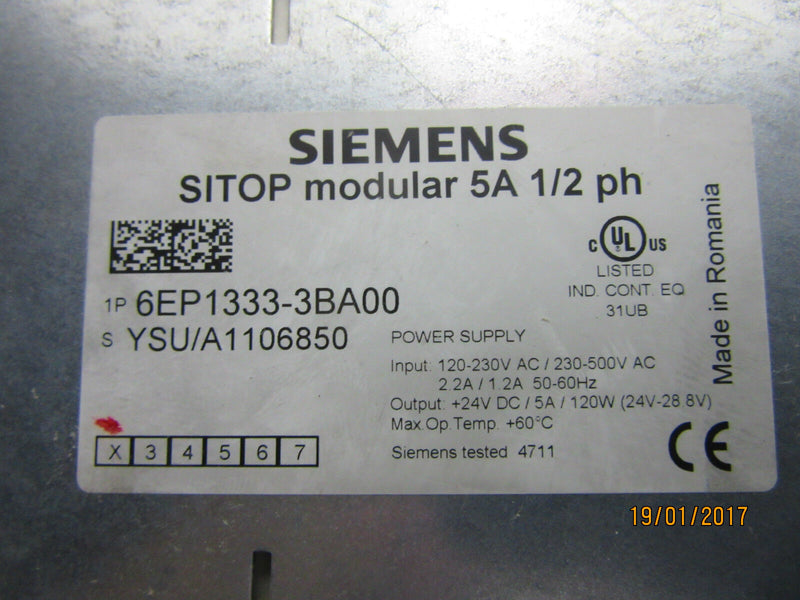 SIEMENS
SITOP modular 5A 1/2 ph
C UL US
LISTED
IND. CONT. EQ
31UB
1P 6EP1333-3BA00
S YSU/A1106850
POWER SUPPLY
Input: 120-230V AC / 230-500V AC
2.2A / 1.2A 50-60Hz
Output: +24V DC / 5A / 120W (24V-28.8V)
Max.Op.Temp. +60°C
Siemens tested 4711
X 3 4 5 6 7
CE
Made in Romania
19/01/2017